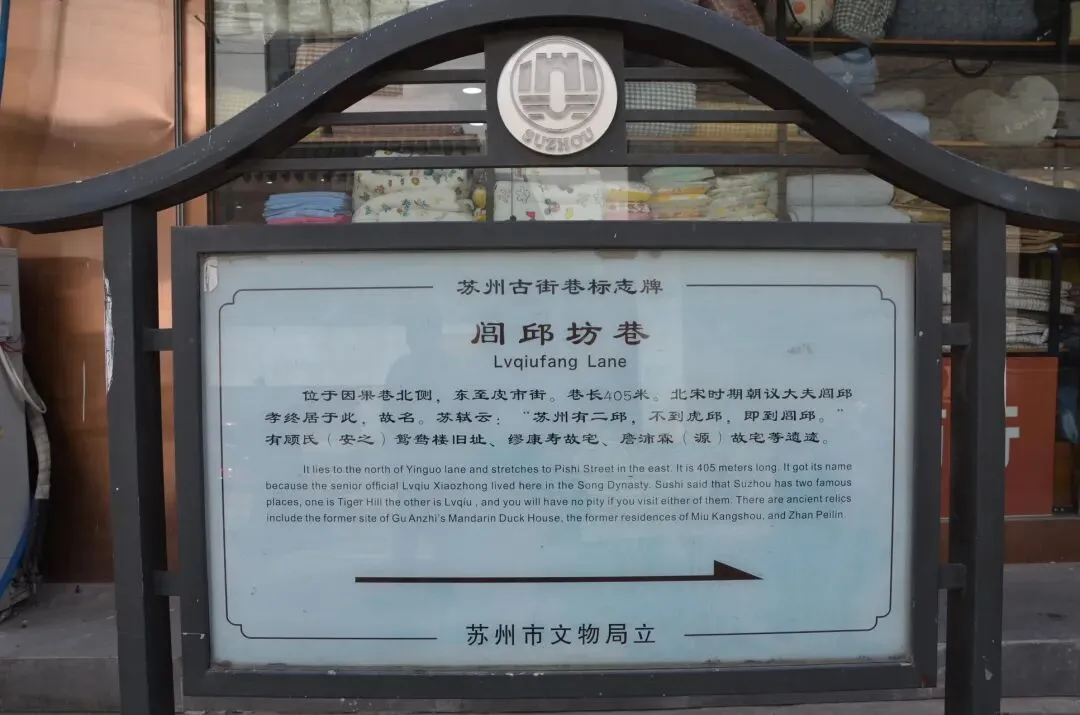 SUZHOU
Lovely
苏州古街巷标志牌
闾邱坊巷
Lvqiufang Lane
位于因果巷北侧，东至皮市街。巷长405米。北宋时期朝议大夫闾邱
孝终居于此，故名。苏轼云：“苏州有二邱，不到虎邱，即到闾邱。”
有顾氏（安之）鸳鸯楼旧址、缪康寿故宅、詹沛霖（源）故宅等遗迹。
It lies to the north of Yinguo lane and stretches to Pishi Street in the east. It is 405 meters long. It got its name
because the senior official Lvqiu Xiaozhong lived here in the Song Dynasty. Sushi said that Suzhou has two famous
places, one is Tiger Hill the other is Lvqiu , and you will have no pity if you visit either of them. There are ancient relics
include the former site of Gu Anzhi's Mandarin Duck House, the former residences of Miu Kangshou, and Zhan Peilin.
苏州市文物局立